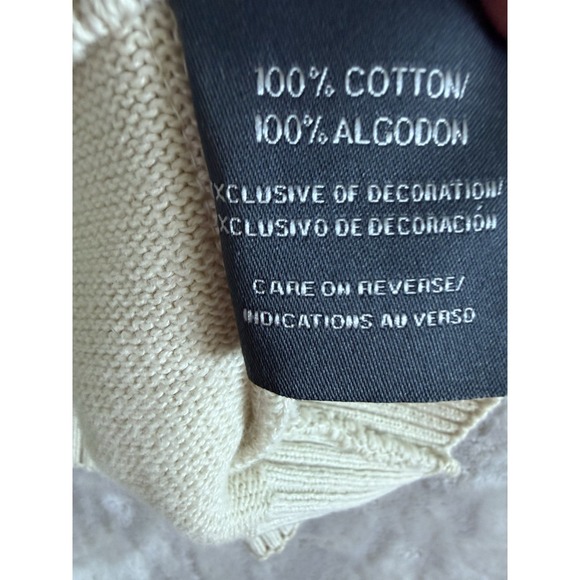 100% COTTON/
100% ALGODON
XCLUSIVE OF DECORATION/
XCLUSIVO DE DECORACIÓN
CARE ON REVERSE/
INDICATIONS AU VERSO